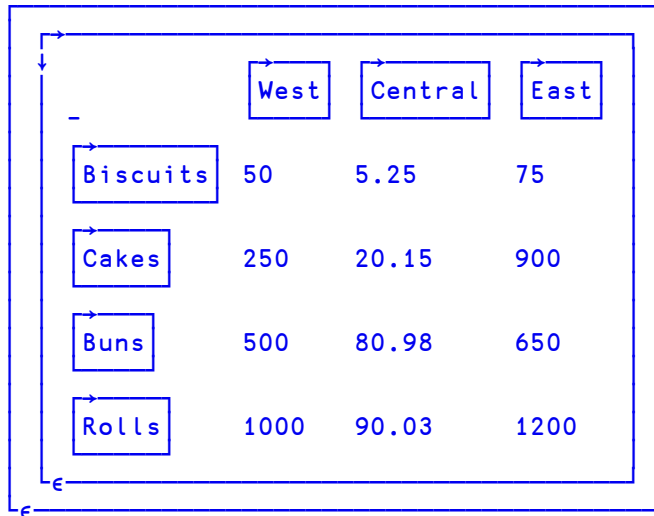 West Central East
_
Biscuits 50 5.25 75
Cakes 250 20.15 900
Buns 500 80.98 650
Rolls 1000 90.03 1200
∊
∊